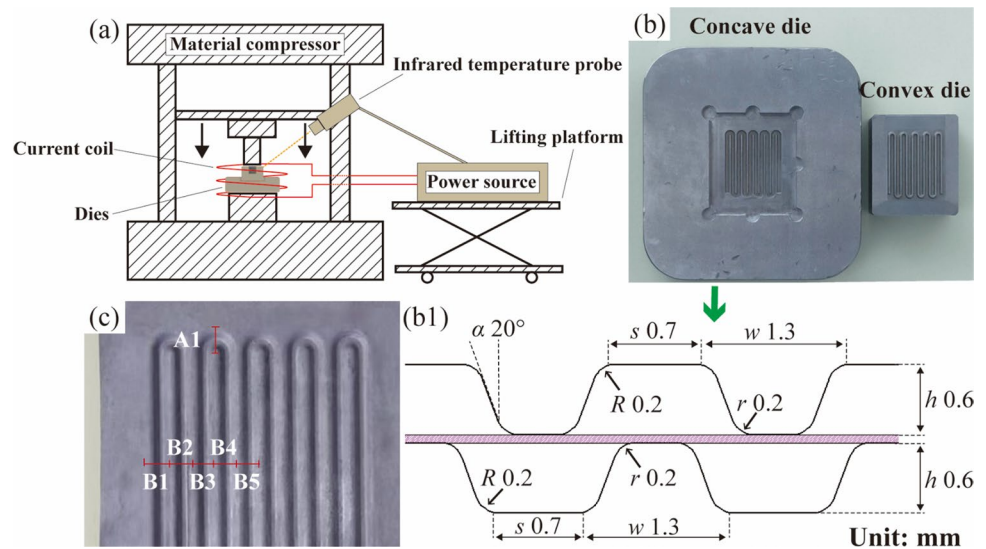 (a)
Material compressor
Infrared temperature probe
Lifting platform
Current coil
Power source
Dies
(b)
Concave die
Convex die
(c)
A1
B2
B4
B1
B3
B5
(b1)
α 20°
s 0.7
w 1.3
R 0.2
r 0.2
h 0.6
R 0.2
r 0.2
h 0.6
s 0.7
w 1.3
Unit: mm